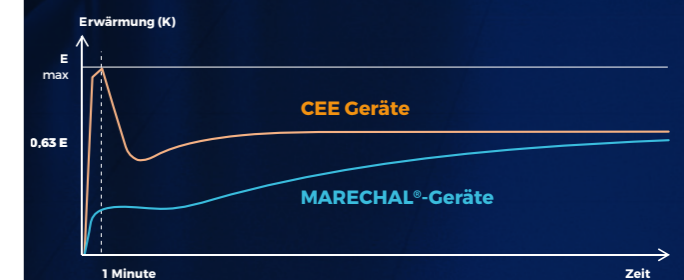 Erwärmung (K)
E
max
CEE Geräte
0,63 E
MARECHAL®-Geräte
1 Minute
Zeit